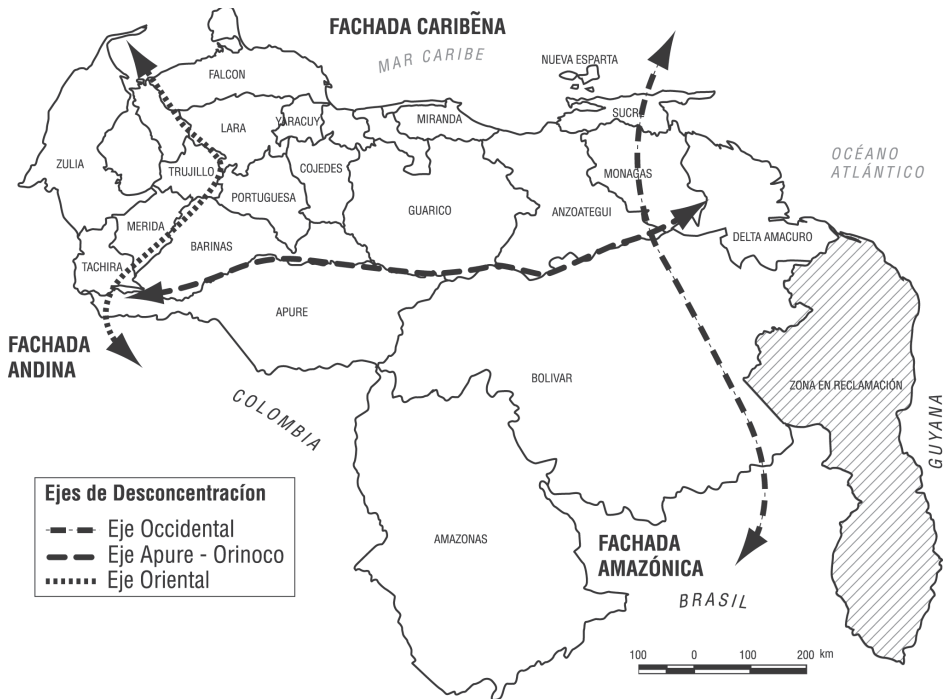 FACHADA CARIBẼNA
MAR CARIBE
NUEVA ESPARTA
FALCON
SUCRE
LARA
YARACUY
MIRANDA
ZULIA
TRUJILLO
COJEDES
MONAGAS
OCÉANO
ATLÁNTICO
PORTUGUESA
GUARICO
ANZOATEGUI
MERIDA
BARINAS
DELTA AMACURO
TACHIRA
APURE
FACHADA
ANDINA
BOLIVAR
ZONA EN RECLAMACIÓN
COLOMBIA
GUYANA
Ejes de Desconcentracíon
Eje Occidental
Eje Apure - Orinoco
Eje Oriental
AMAZONAS
FACHADA
AMAZÓNICA
BRASIL
100 0 100 200 km